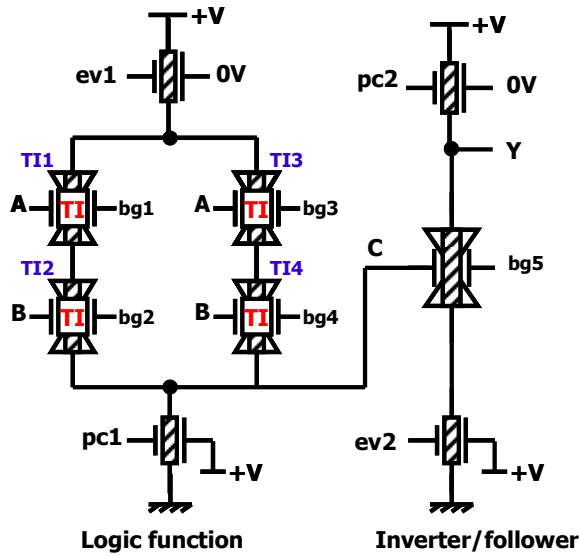 +V
+V
ev1
0V
pc2
0V
Y
TI1
TI3
A
TI
bg1
A
TI
bg3
C
bg5
TI2
TI4
B
TI
bg2
B
TI
bg4
pc1
+V
ev2
+V
Logic function
Inverter/follower